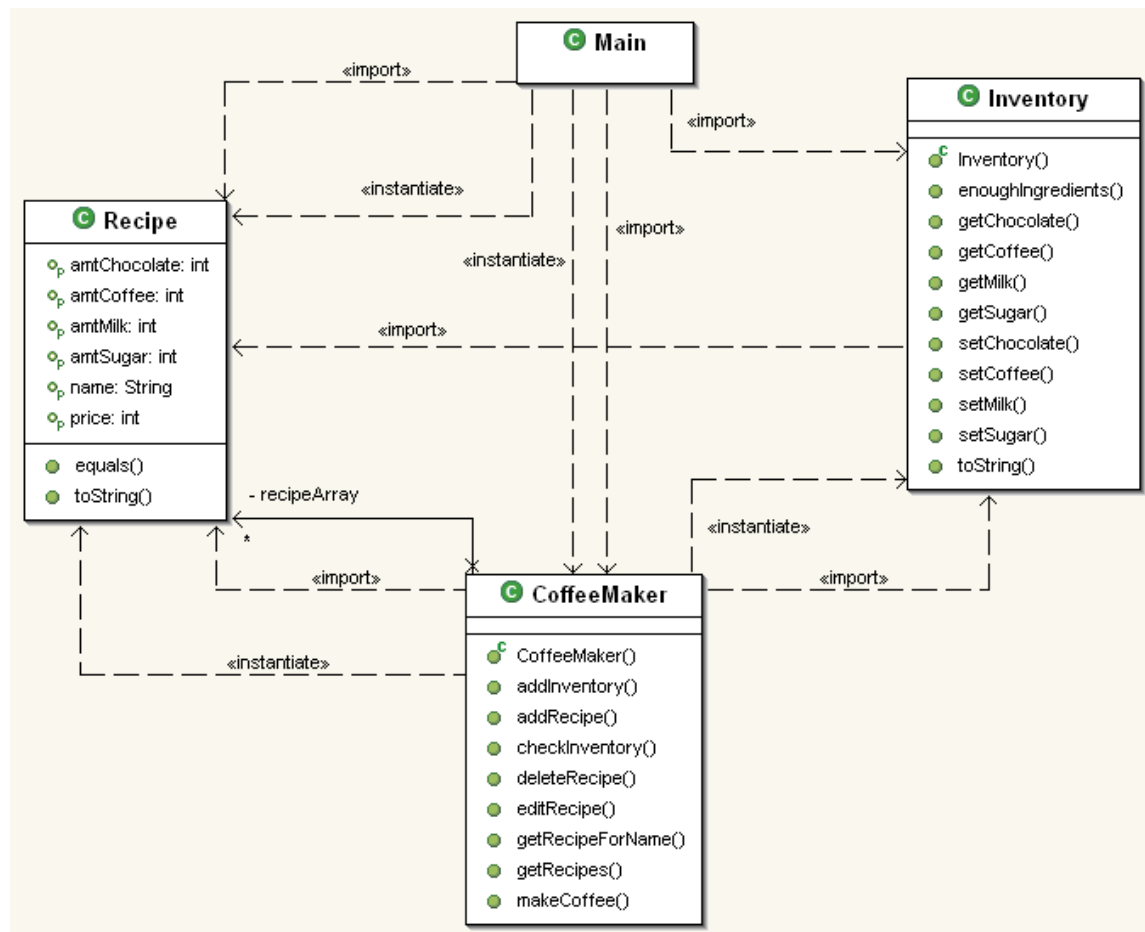 C Main
«import»
«import»
«instantiate»
«import»
«instantiate»
«import»
C Inventory
C Inventory()
enoughIngredients()
getChocolate()
getCoffee()
getMilk()
getSugar()
setChocolate()
setCoffee()
setMilk()
setSugar()
toString()
C Recipe
P amtChocolate: int
P amtCoffee: int
P amtMilk: int
P amtSugar: int
P name: String
P price: int
equals()
toString()
- recipeArray
*
«import»
«instantiate»
«instantiate»
«import»
C CoffeeMaker
C CoffeeMaker()
addInventory()
addRecipe()
checkInventory()
deleteRecipe()
editRecipe()
getRecipeForName()
getRecipes()
makeCoffee()